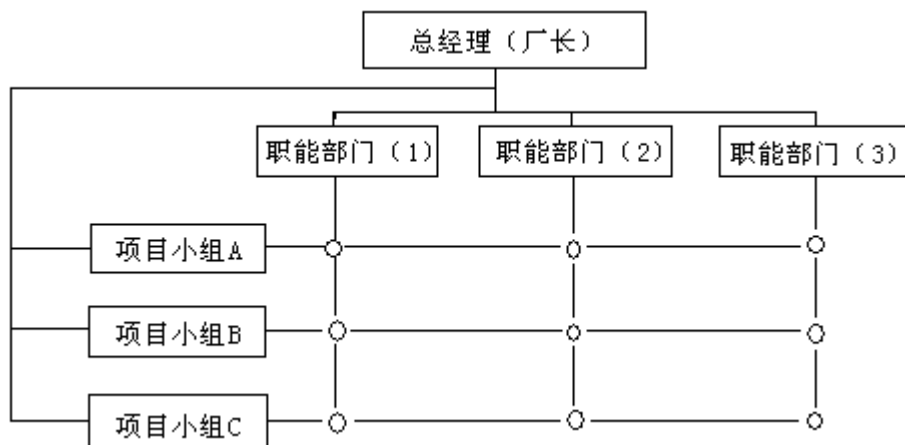 总经理（厂长）
职能部门（1）
职能部门（2）
职能部门（3）
项目小组A
项目小组B
项目小组C